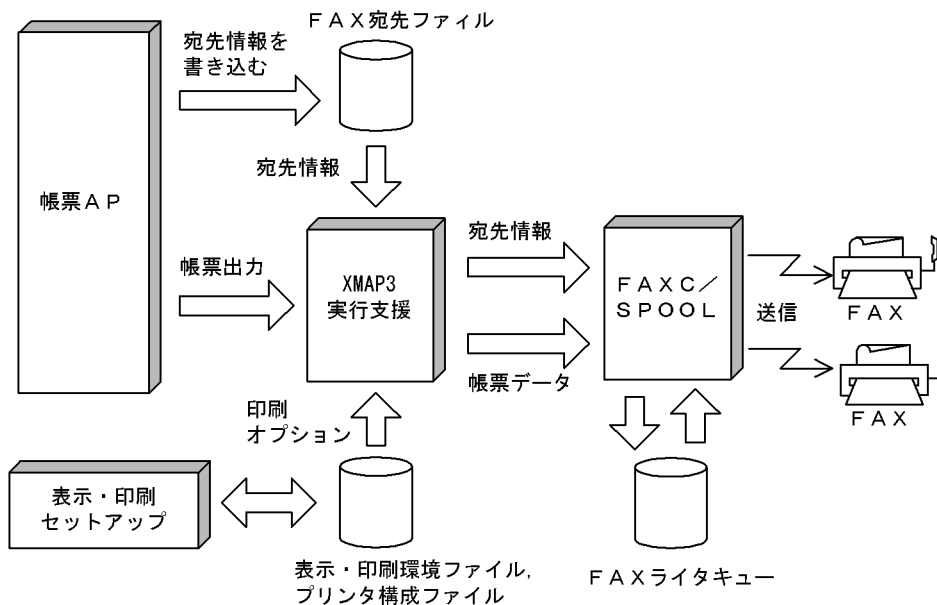 ＦＡＸ宛先ファィル
宛先情報を
書き込む
宛先情報
帳票ＡＰ
帳票出力
XMAP3
実行支援
宛先情報
帳票データ
ＦＡＸＣ／
ＳＰＯＯＬ
送信
ＦＡＸ
ＦＡＸ
印刷
オプション
表示・印刷
セットアップ
表示・印刷環境ファイル，
プリンタ構成ファイル
ＦＡＸライタキュー